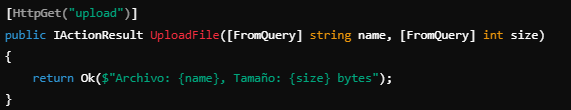 [HttpGet("upload")]
public IActionResult UploadFile([FromQuery] string name, [FromQuery] int size)
{
    return Ok($"Archivo: {name}, Tamaño: {size} bytes");
}